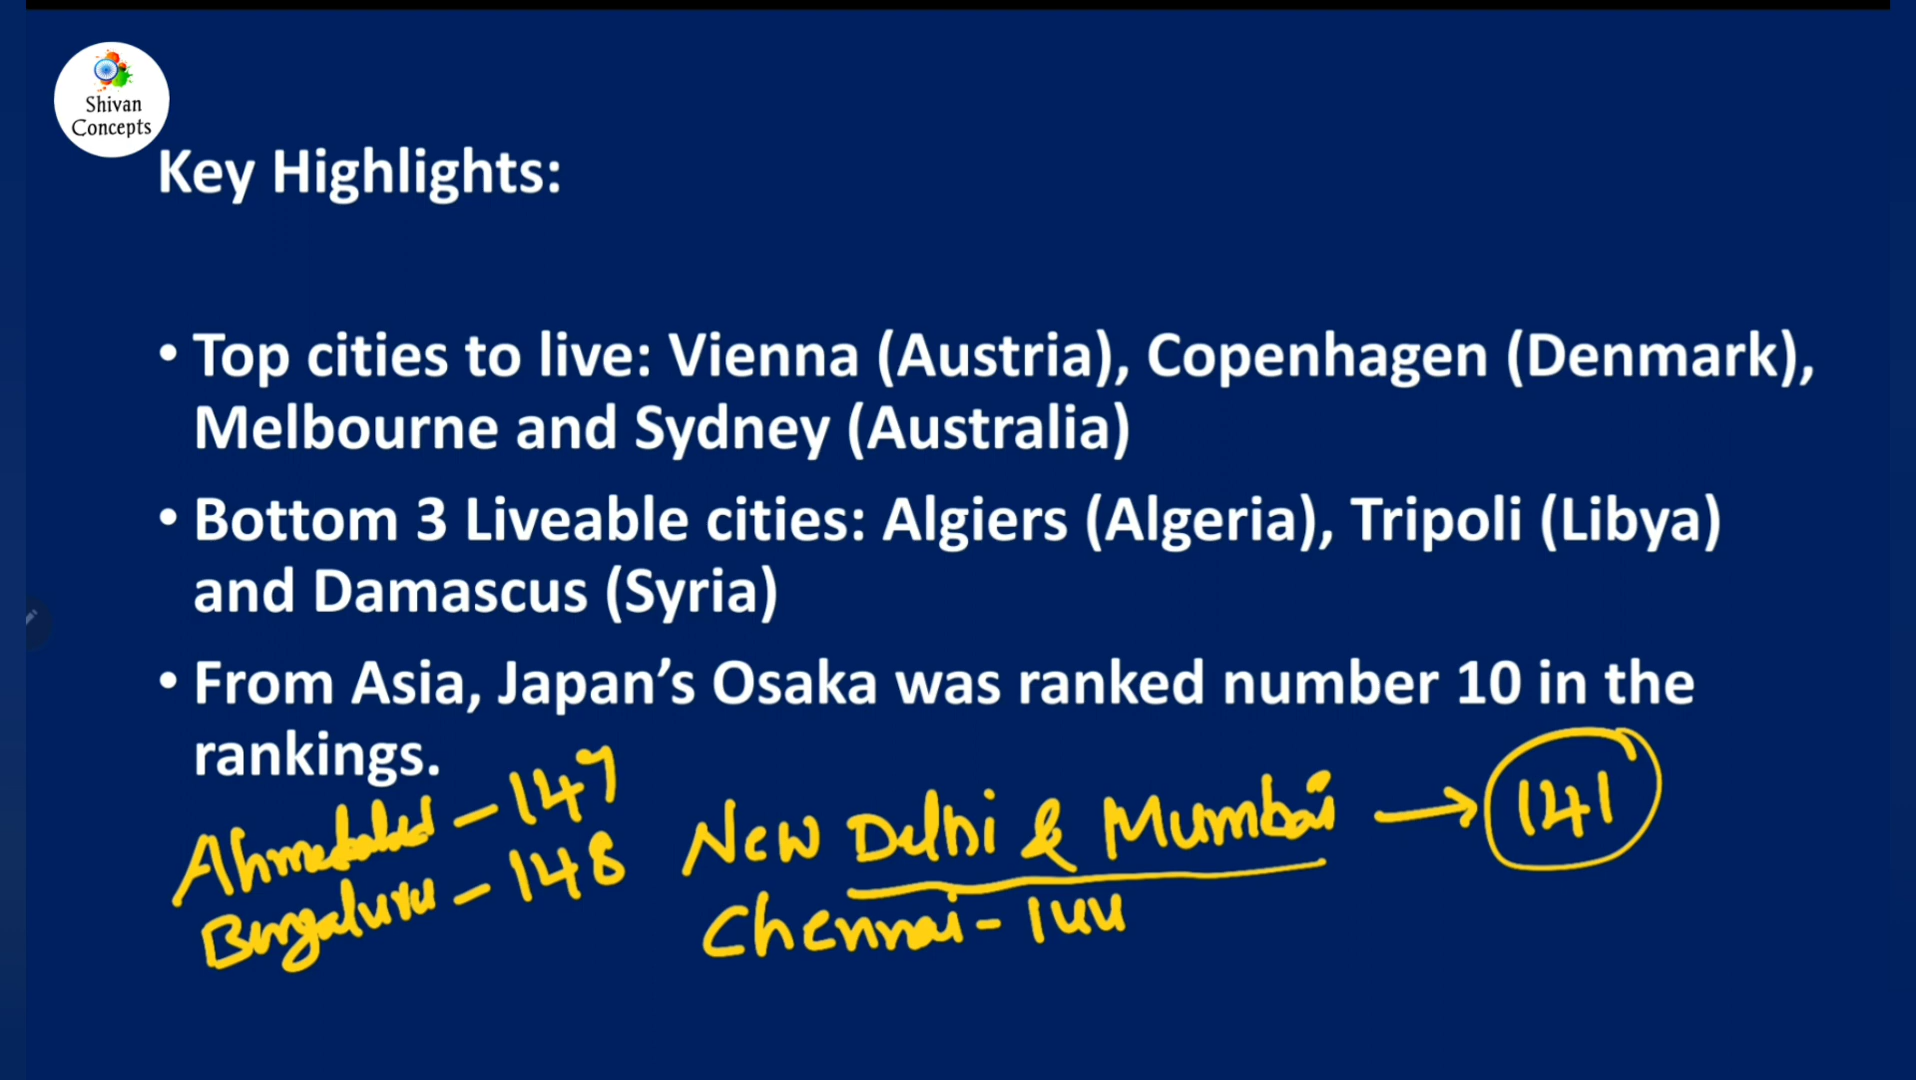 Shivan
Concepts
Key Highlights:
• Top cities to live: Vienna (Austria), Copenhagen (Denmark),
Melbourne and Sydney (Australia)
• Bottom 3 Liveable cities: Algiers (Algeria), Tripoli (Libya)
and Damascus (Syria)
• From Asia, Japan’s Osaka was ranked number 10 in the
rankings.
Ahmedabad - 147
Bengaluru - 148
New Delhi & Mumbai → 141
Chennai - 144